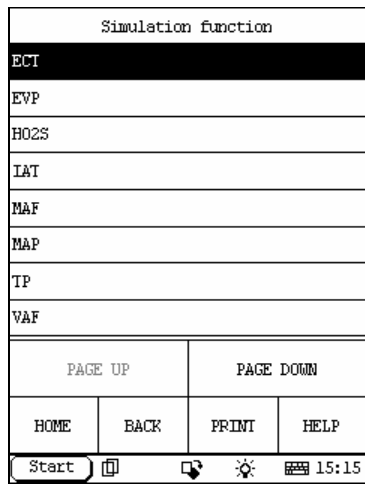 Simulation function
ECT
EVP
HO2S
IAT
MAF
MAP
TP
VAF
PAGE UP PAGE DOWN
HOME BACK PRINT HELP
Start 15:15